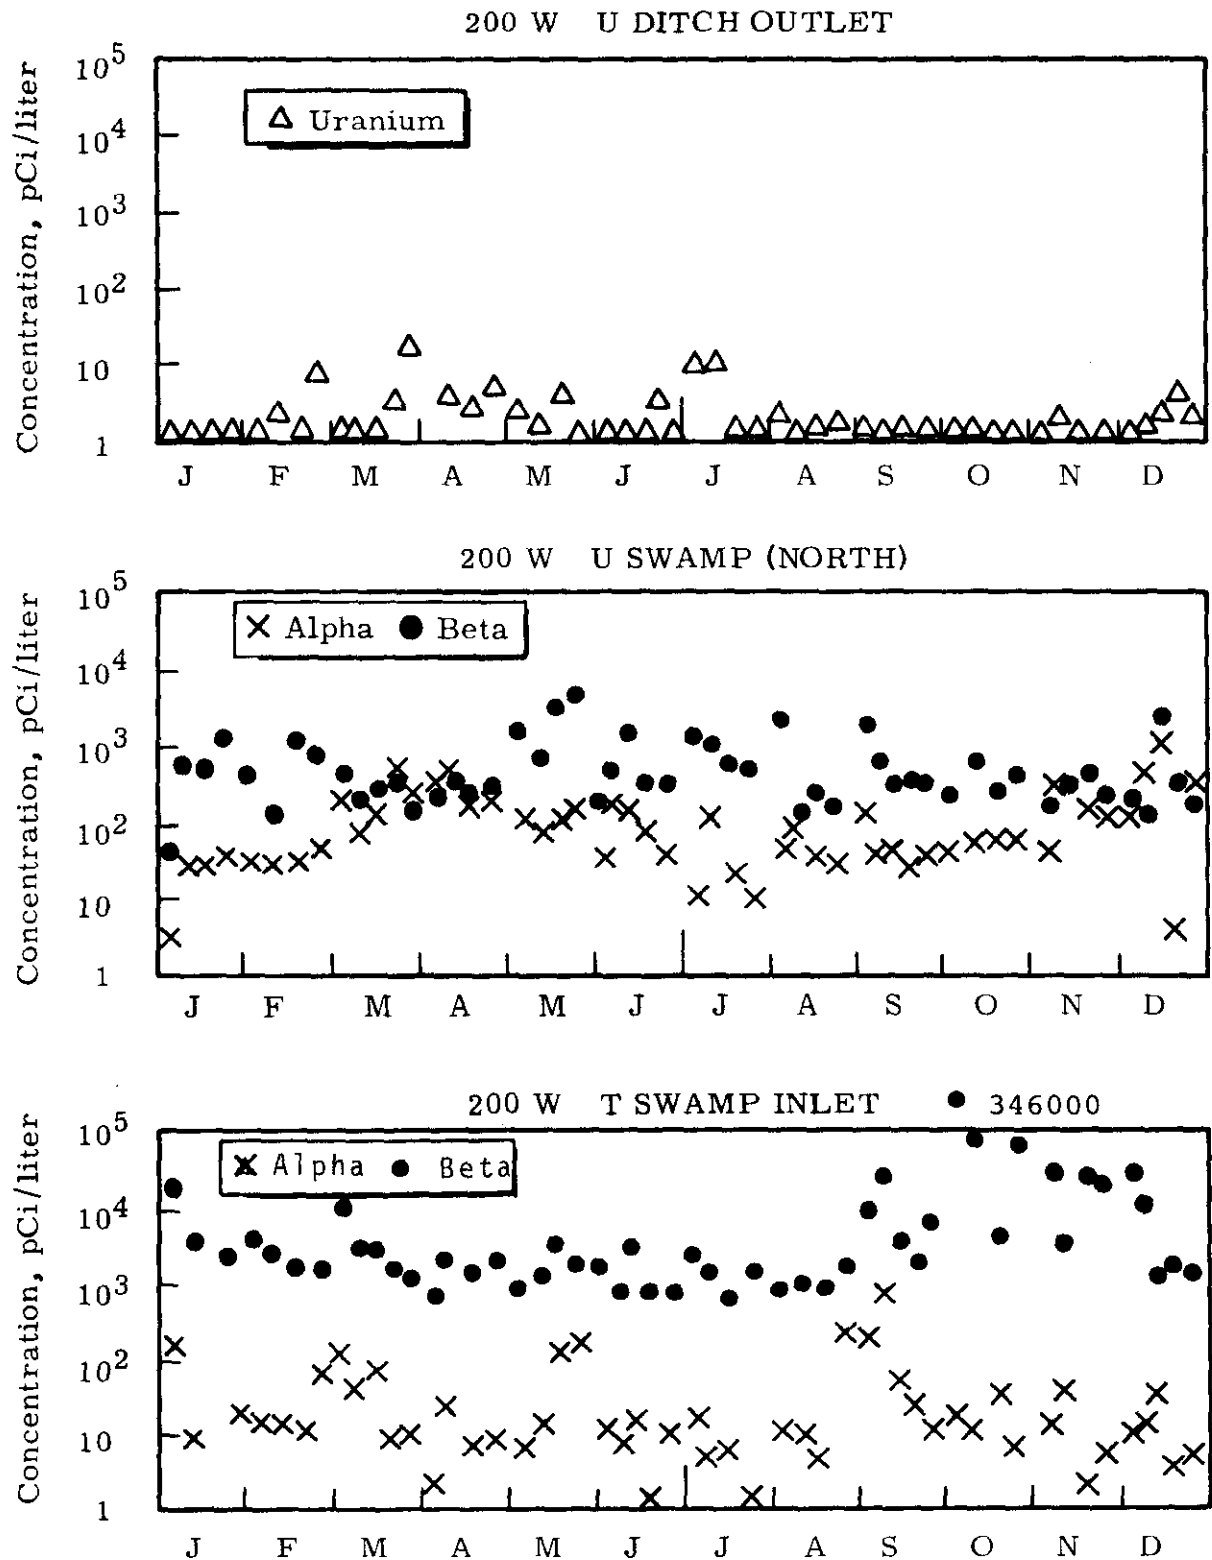 200 W U DITCH OUTLET
Concentration, pCi/liter
10^5
10^4
10^3
10^2
10
1
△ Uranium
J F M A M J J A S O N D
200 W U SWAMP (NORTH)
Concentration, pCi/liter
10^5
10^4
10^3
10^2
10
1
× Alpha ● Beta
J F M A M J J A S O N D
200 W T SWAMP INLET ● 346000
Concentration, pCi/liter
10^5
10^4
10^3
10^2
10
1
× Alpha ● Beta
J F M A M J J A S O N D